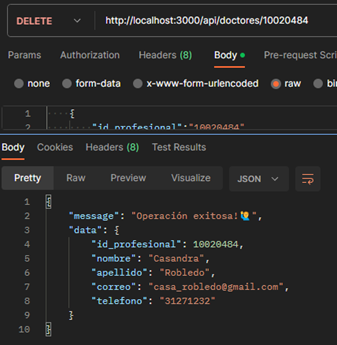 DELETE http://localhost:3000/api/doctores/10020484
Params Authorization Headers (8) Body Pre-request Scri
none form-data x-www-form-urlencoded raw bin
1 {
2 "id_profesional":"10020484"
Body Cookies Headers (8) Test Results
Pretty Raw Preview Visualize JSON
1 {
2 "message": "Operación exitosa!🙋‍♂️",
3 "data": {
4 "id_profesional": 10020484,
5 "nombre": "Casandra",
6 "apellido": "Robledo",
7 "correo": "casa_robledo@gmail.com",
8 "telefono": "31271232"
9 }
10 }